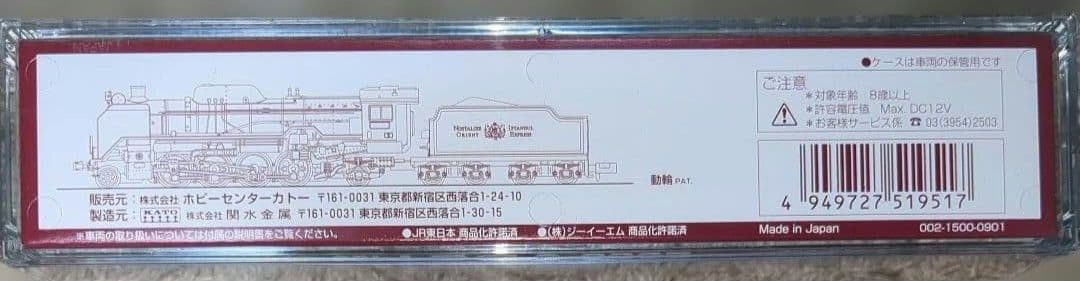 ●ケースは車両の保管用です
ご注意
＊対象年齢 8歳以上
＊許容電圧値 Max. DC12V
＊お客様サービス係 ☎ 03(3954)2503
NOSTALGIE ISTANBUL
ORIENT EXPRESS
動輪 PAT.
販売元：株式会社 ホビーセンターカトー 〒161-0031 東京都新宿区西落合1-24-10
製造元：KATO 株式会社 関水金属 〒161-0031 東京都新宿区西落合1-30-15
4 949727 519517
※車両の取り扱いについては付属の説明書をご覧ください。
●JR東日本 商品化許諾済
●(株)ジーイーエム 商品化許諾済
Made in Japan
002-1500-0901